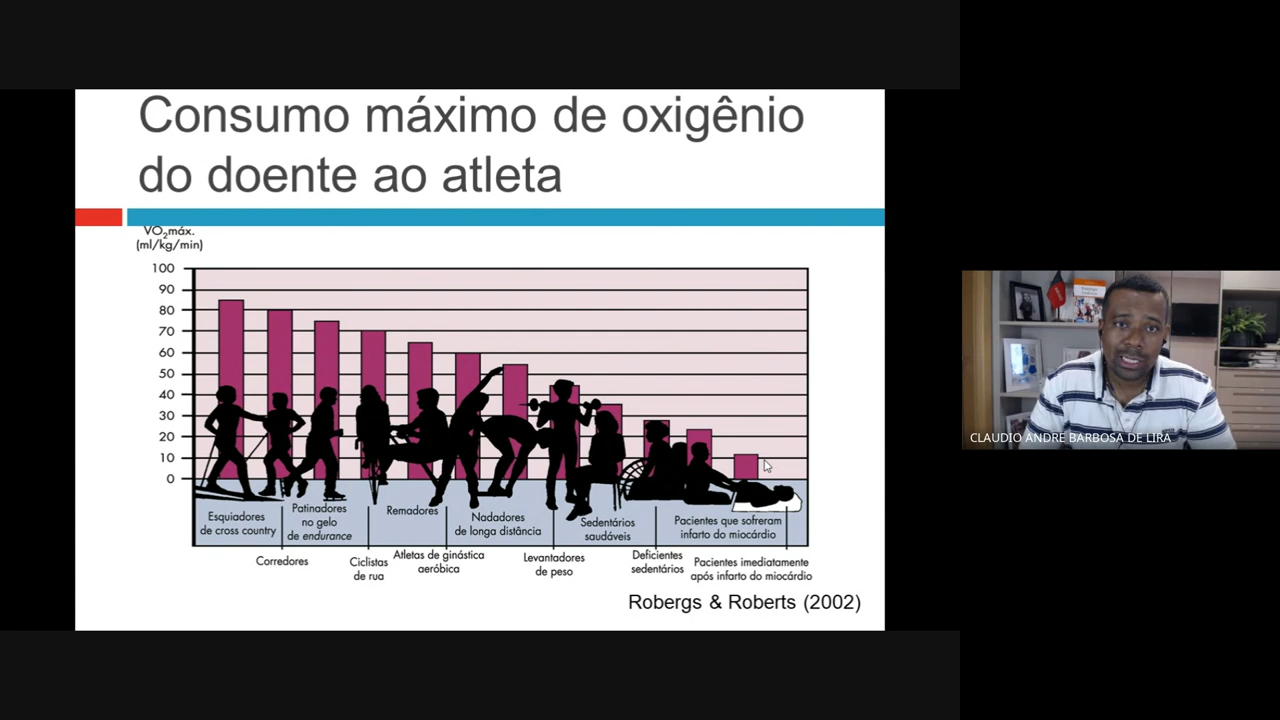 Consumo máximo de oxigênio
do doente ao atleta
VO2máx.
(ml/kg/min)
100
90
80
70
60
50
40
30
20
10
0
Esquiadores
de cross country
Corredores
Patinadores
no gelo
de endurance
Ciclistas
de rua
Remadores
Atletas de ginástica
aeróbica
Nadadores
de longa distância
Levantadores
de peso
Sedentários
saudáveis
Deficientes
sedentários
Pacientes que sofreram
infarto do miocárdio
Pacientes imediatamente
após infarto do miocárdio
Robergs & Roberts (2002)
CLAUDIO ANDRE BARBOSA DE LIRA